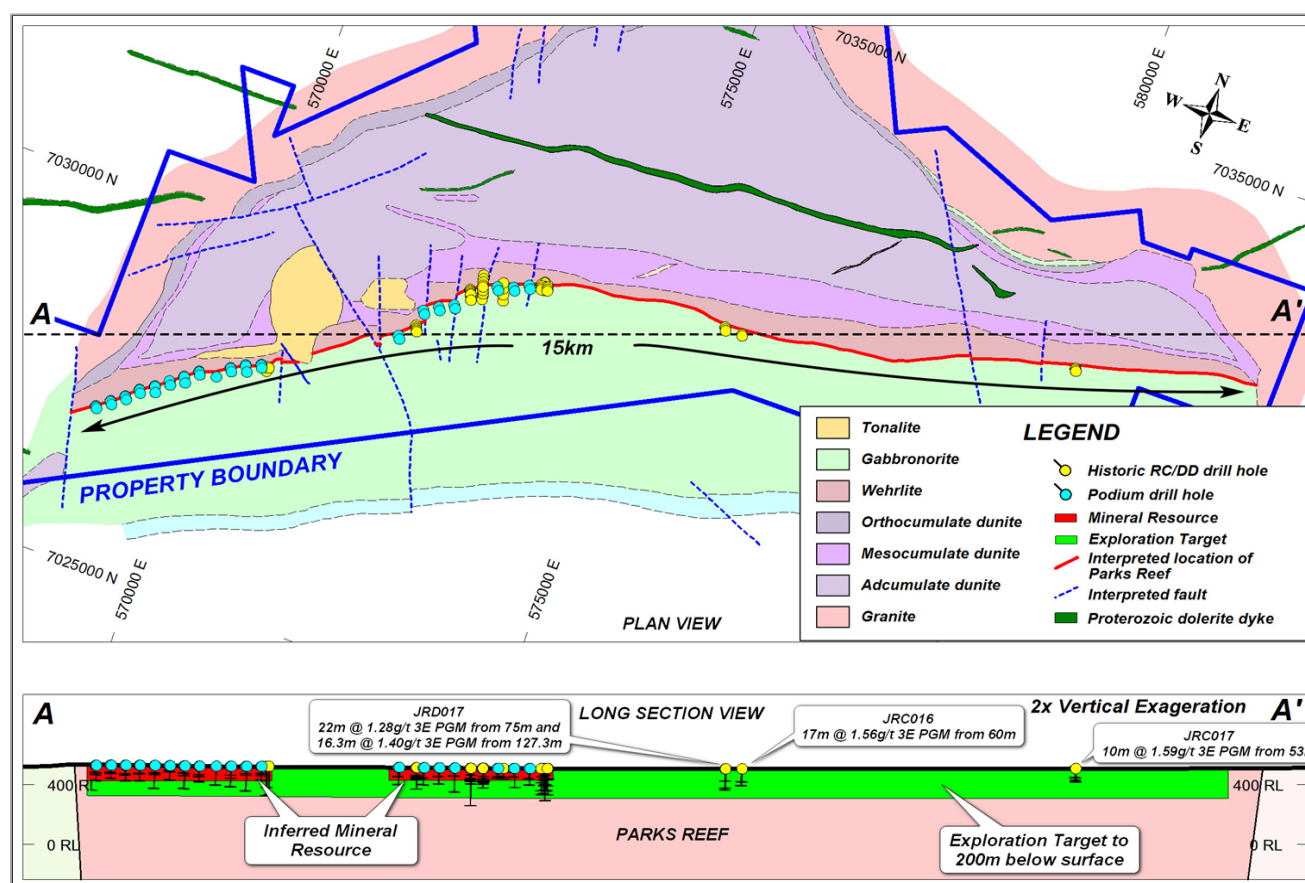 570000 E
575000 E
7035000 N
580000 E
N
W
E
S
7030000 N
7035000 N
A
A'
15km
PROPERTY BOUNDARY
7025000 N
570000 E
575000 E
PLAN VIEW
LEGEND
Tonalite
Gabbronorite
Wehrlite
Orthocumulate dunite
Mesocumulate dunite
Adcumulate dunite
Granite
Historic RC/DD drill hole
Podium drill hole
Mineral Resource
Exploration Target
Interpreted location of
Parks Reef
Interpreted fault
Proterozoic dolerite dyke
A
JRD017
22m @ 1.28g/t 3E PGM from 75m and
16.3m @ 1.40g/t 3E PGM from 127.3m
LONG SECTION VIEW
JRC016
17m @ 1.56g/t 3E PGM from 60m
2x Vertical Exageration
A'
JRC017
10m @ 1.59g/t 3E PGM from 53
400 RL
400 RL
Inferred Mineral
Resource
PARKS REEF
Exploration Target to
200m below surface
0 RL
0 RL